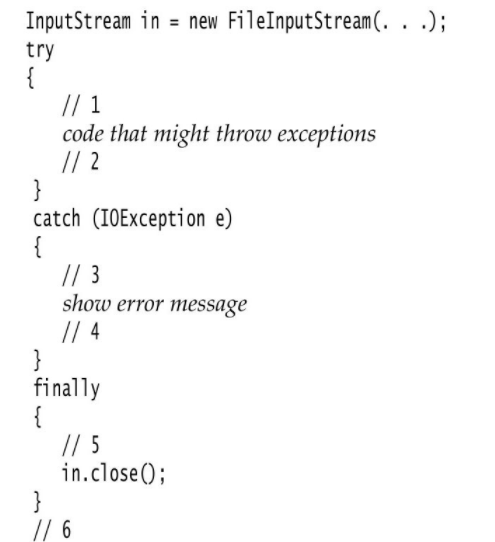 InputStream in = new FileInputStream(. . .);
try
{
// 1
code that might throw exceptions
// 2
}
catch (IOException e)
{
// 3
show error message
// 4
}
finally
{
// 5
in.close();
}
// 6